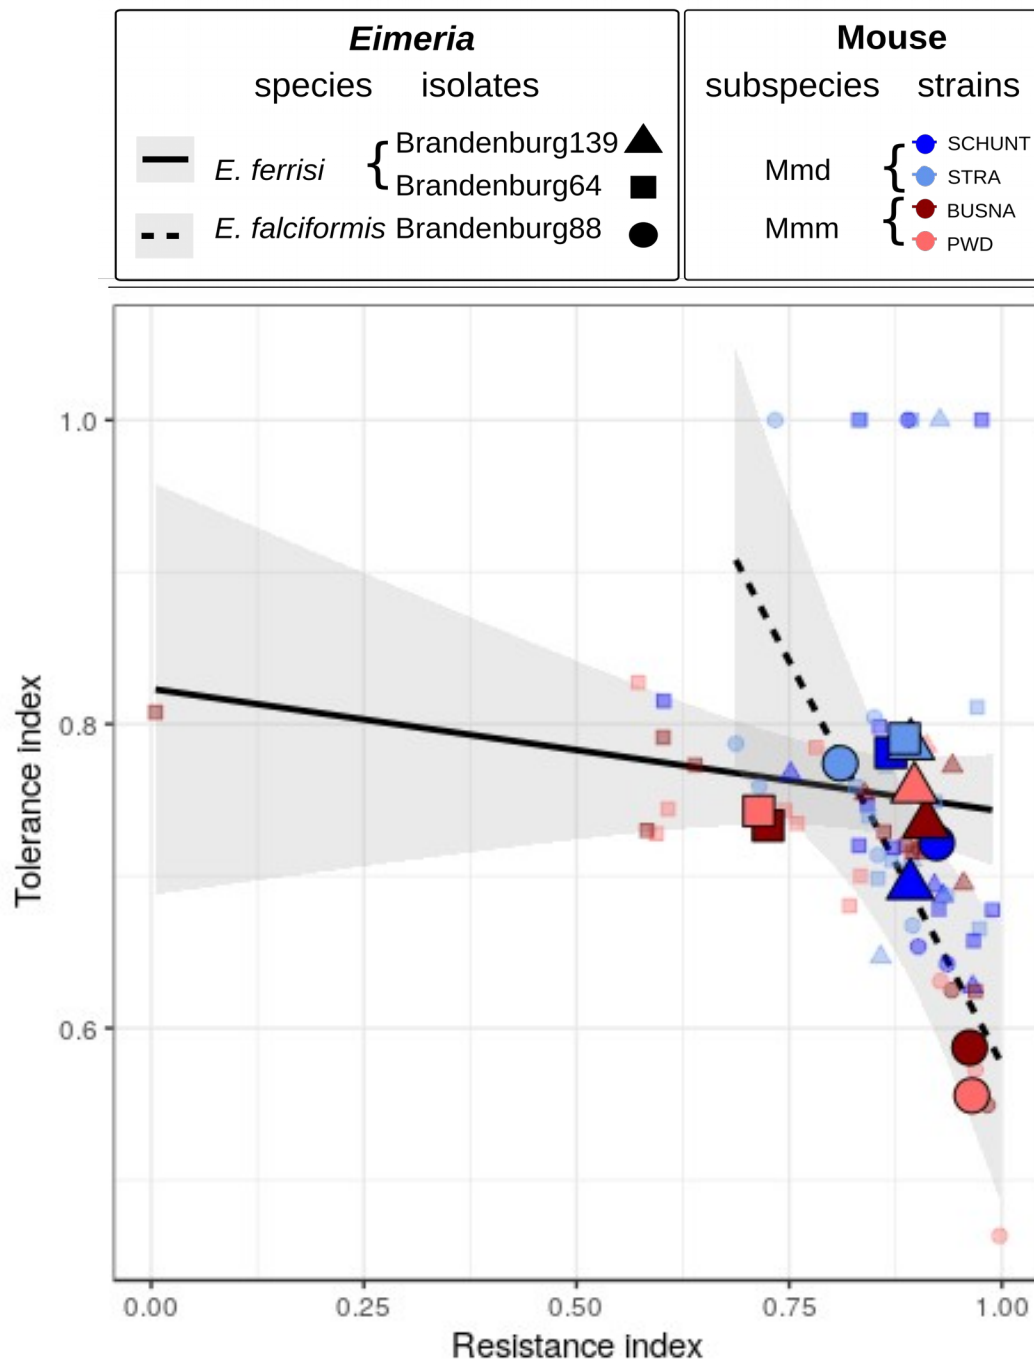 Eimeria
species isolates
Brandenburg139
E. ferrisi
Brandenburg64
E. falciformis Brandenburg88
Mouse
subspecies strains
SCHUNT
Mmd
STRA
BUSNA
Mmm
PWD
1.0
0.8
0.6
Tolerance index
0.00 0.25 0.50 0.75 1.00
Resistance index